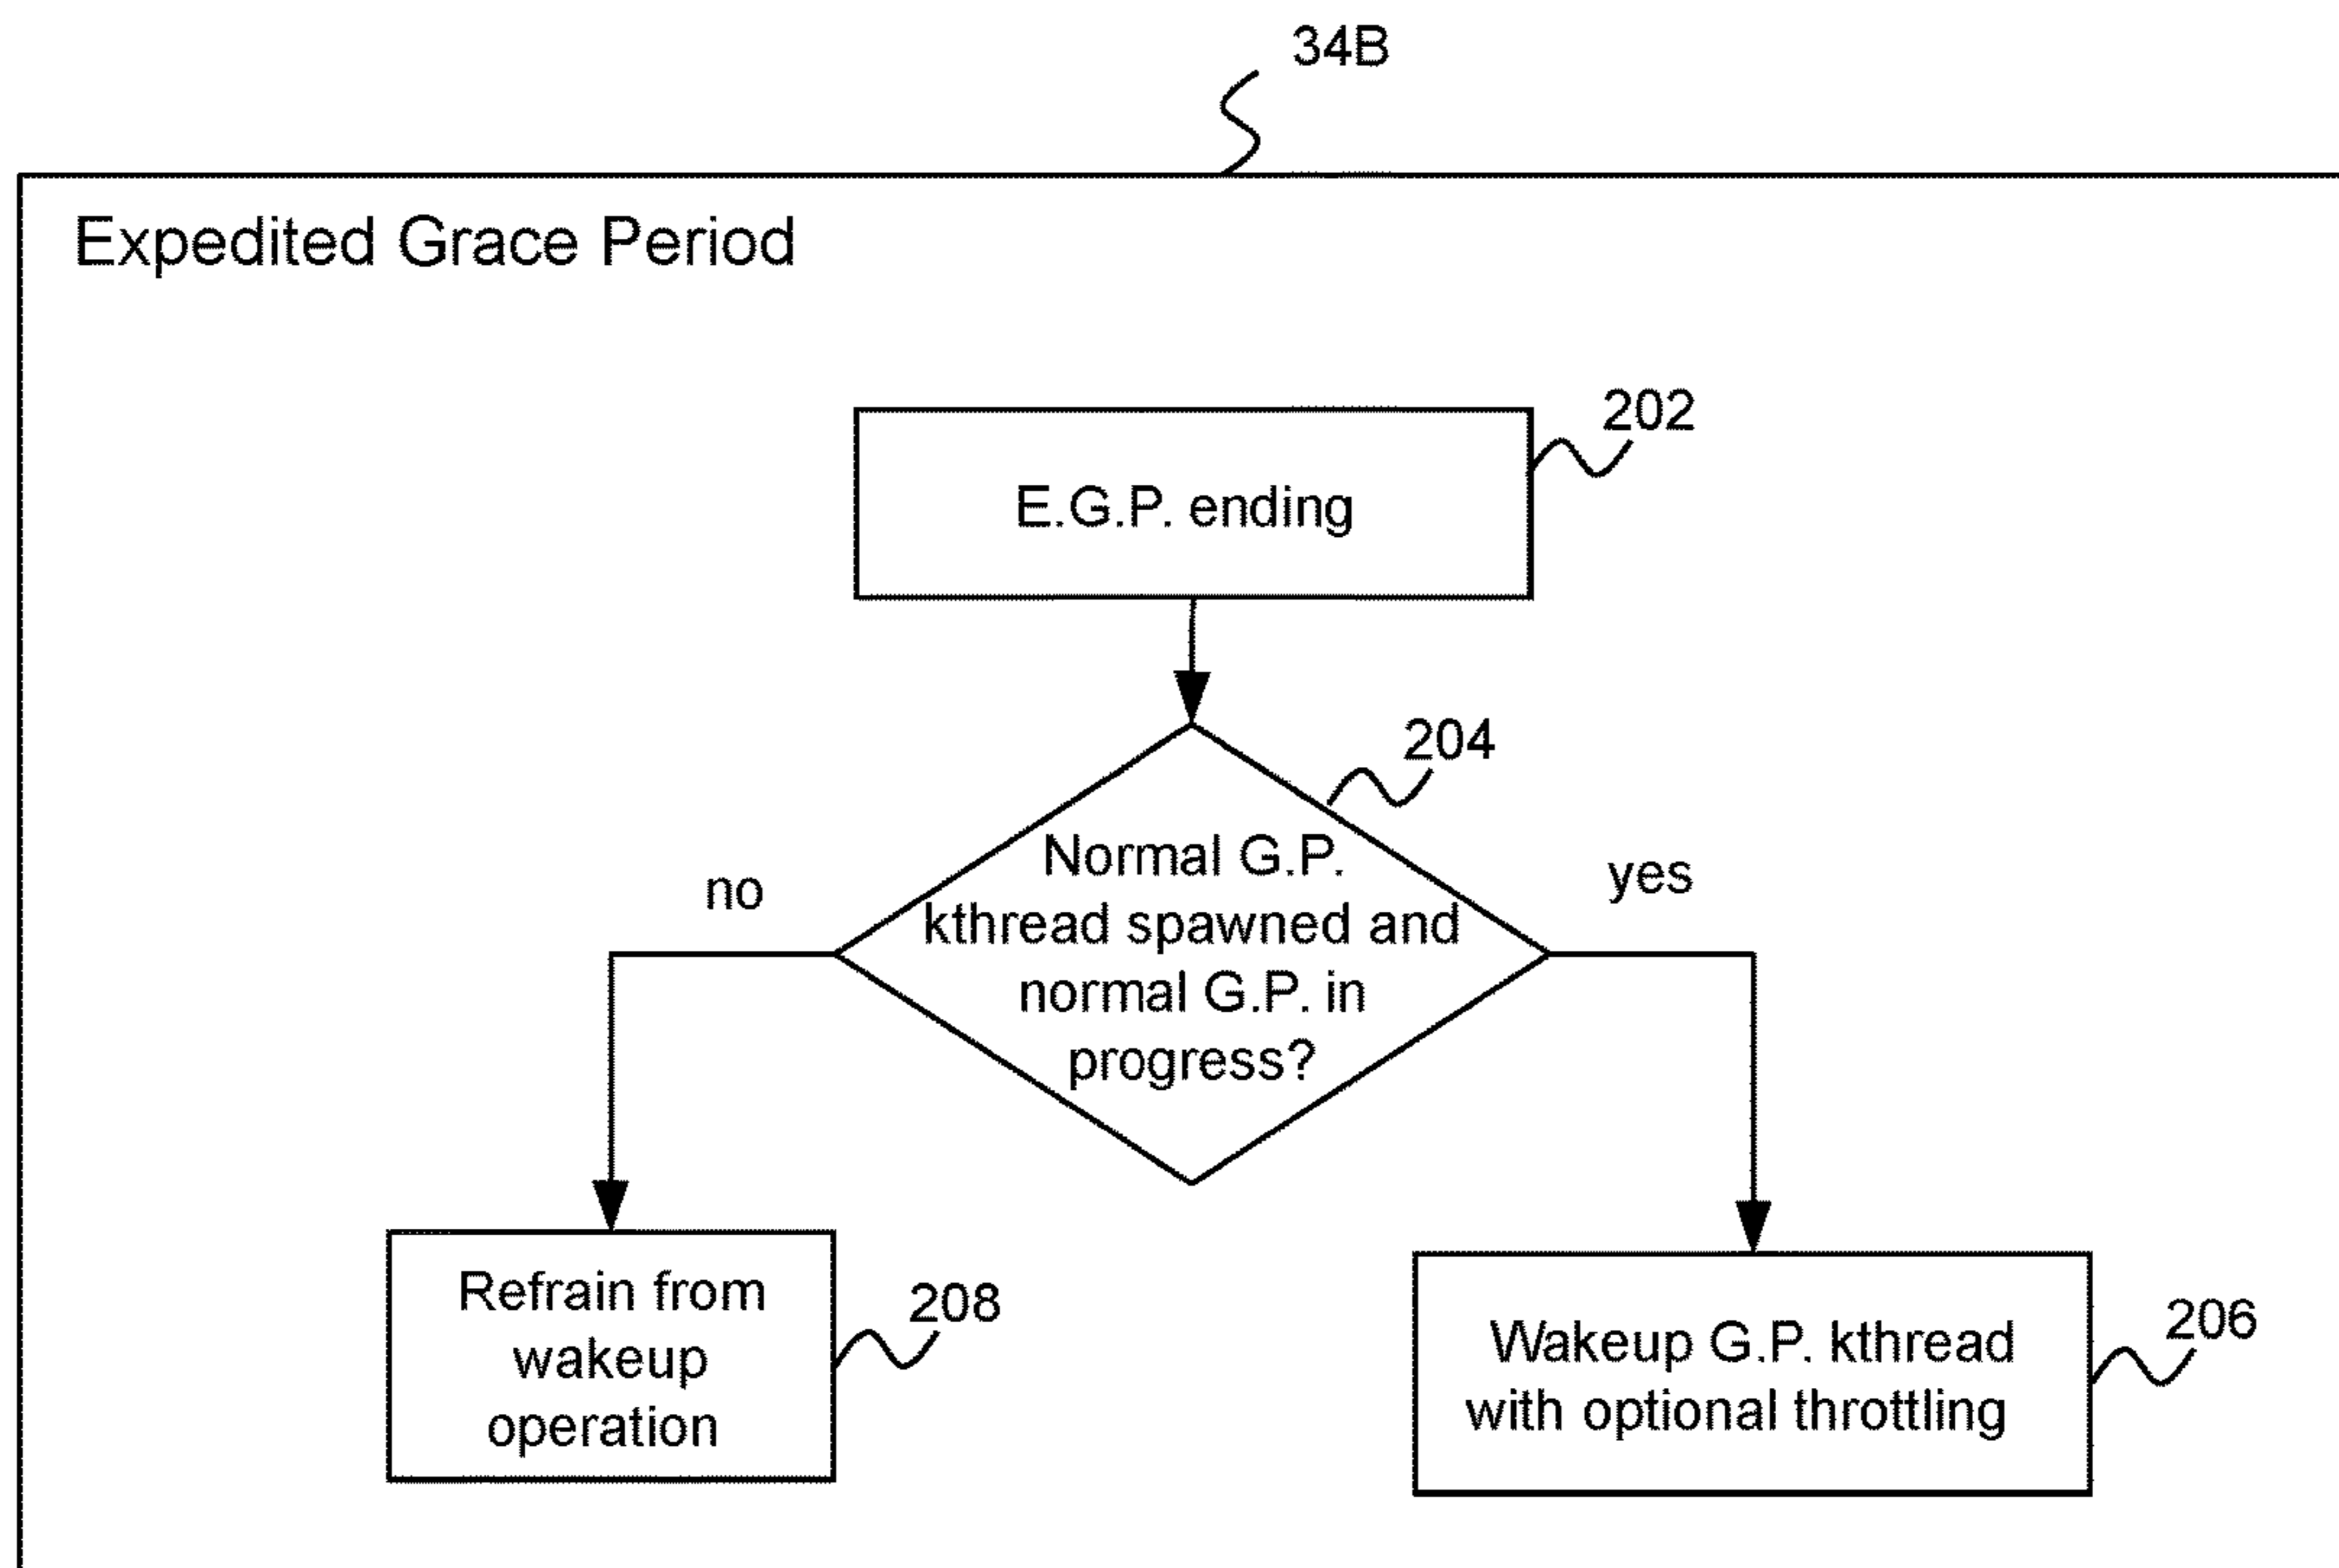 34B
Expedited Grace Period
202
E.G.P. ending
204
Normal G.P.
kthread spawned and
normal G.P. in
progress?
no
yes
Refrain from
wakeup
operation
208
Wakeup G.P. kthread
with optional throttling
206